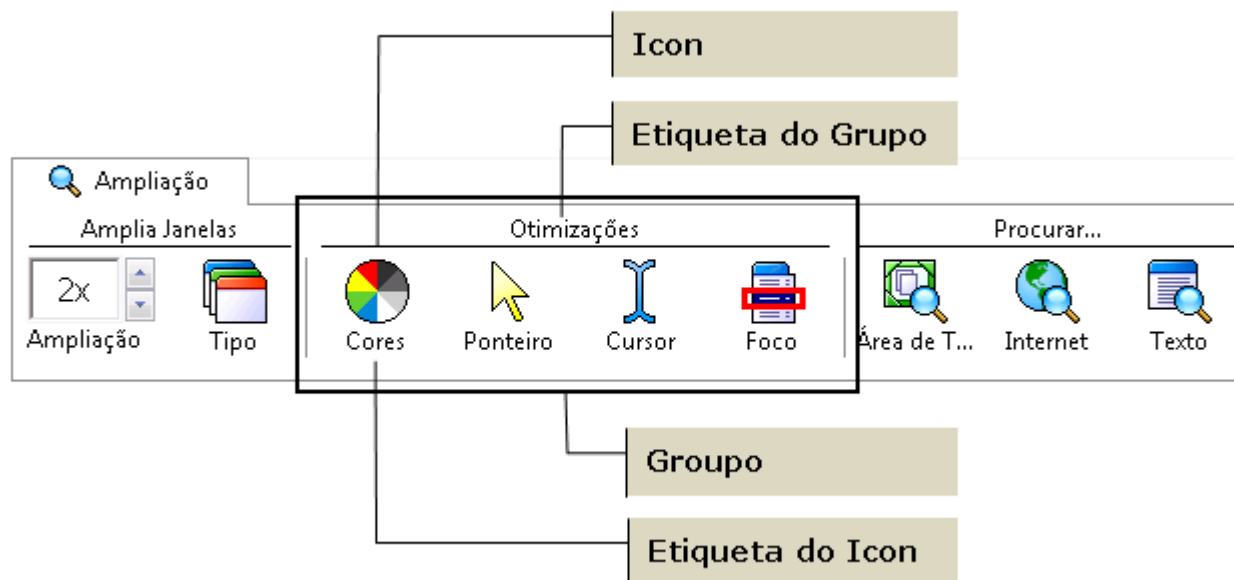 Icon
Etiqueta do Grupo
Ampliação
Amplia Janelas
Otimizações
Procurar...
2x
Ampliação
Tipo
Cores
Ponteiro
Cursor
Foco
Área de T...
Internet
Texto
Groupo
Etiqueta do Icon